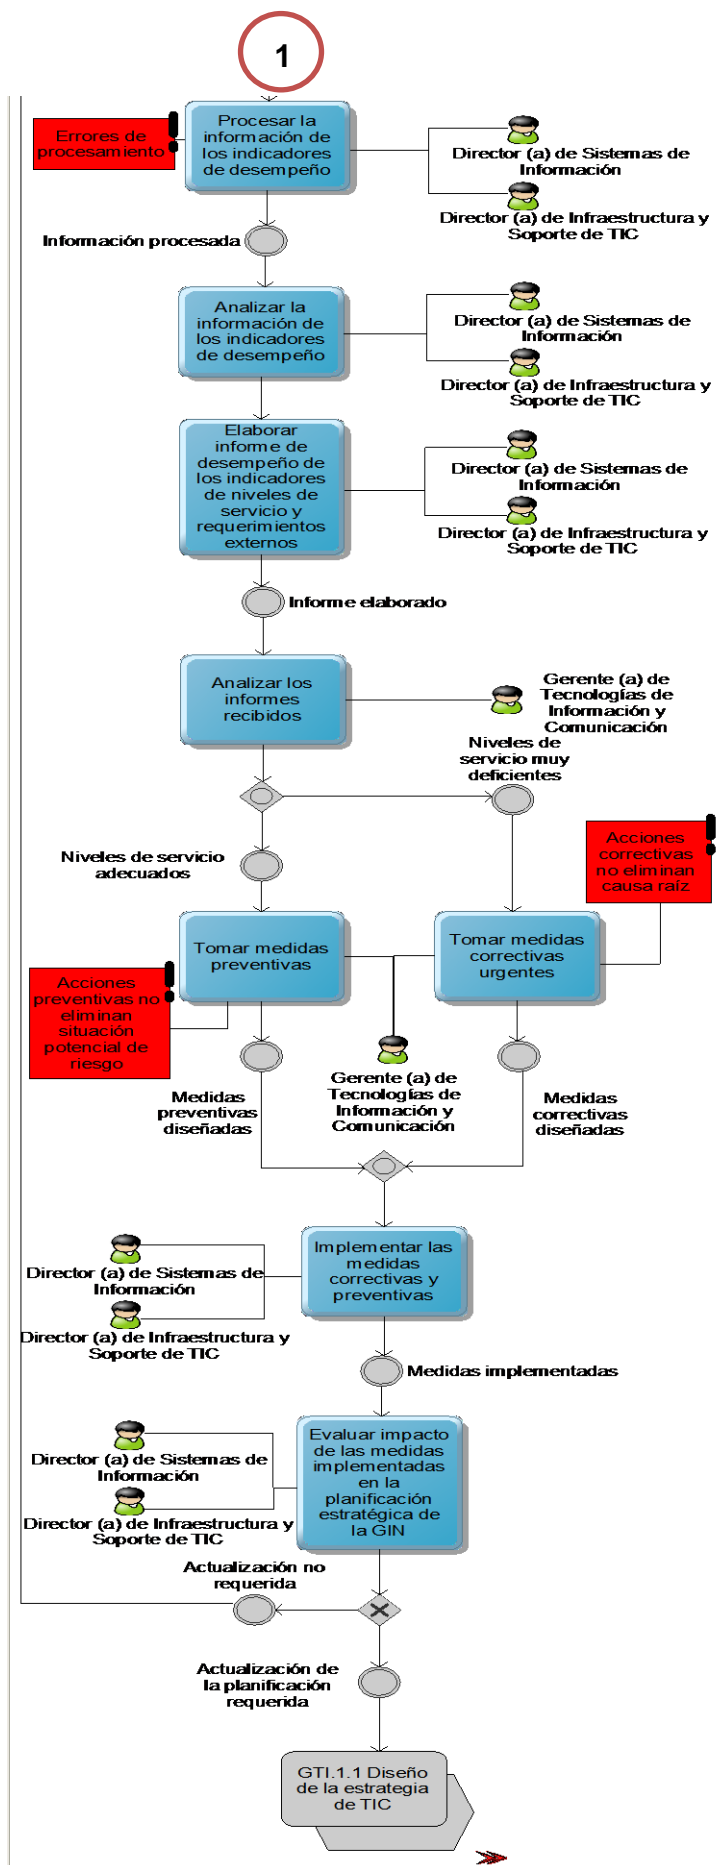 1
Procesar la
información de
los indicadores
de desempeño
Errores de
procesamiento
Director (a) de Sistemas de
Información
Director (a) de Infraestructura y
Soporte de TIC
Información procesada
Analizar la
información de
los indicadores
de desempeño
Director (a) de Sistemas de
Información
Director (a) de Infraestructura y
Soporte de TIC
Elaborar
informe de
desempeño de
los indicadores
de niveles de
servicio y
requerimientos
externos
Director (a) de Sistemas de
Información
Director (a) de Infraestructura y
Soporte de TIC
Informe elaborado
Analizar los
informes
recibidos
Gerente (a) de
Tecnologías de
Información y
Comunicación
Niveles de
servicio muy
deficientes
Niveles de servicio
adecuados
Acciones
correctivas
no eliminan
causa raíz
Tomar medidas
preventivas
Tomar medidas
correctivas
urgentes
Acciones
preventivas no
eliminan
situación
potencial de
riesgo
Gerente (a) de
Tecnologías de
Información y
Comunicación
Medidas
preventivas
diseñadas
Medidas
correctivas
diseñadas
Implementar las
medidas
correctivas y
preventivas
Director (a) de Sistemas de
Información
Director (a) de Infraestructura y
Soporte de TIC
Medidas implementadas
Evaluar impacto
de las medidas
implementadas
en la
planificación
estratégica de
la GIN
Director (a) de Sistemas de
Información
Director (a) de Infraestructura y
Soporte de TIC
Actualización no
requerida
Actualización de
la planificación
requerida
GTI.1.1 Diseño
de la estrategia
de TIC